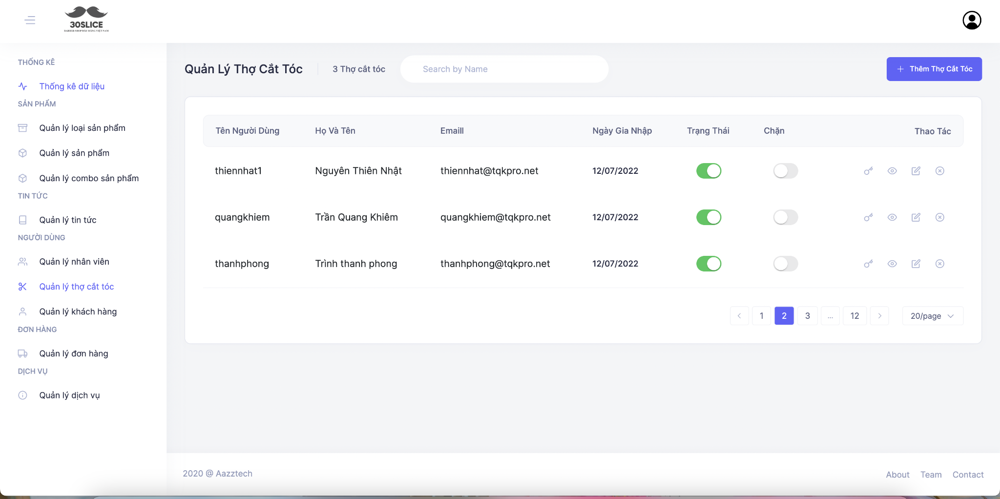 30SLICE
BARBER SHOP ĐẦU HÀNG VIỆT NAM
THỐNG KÊ
Thống kê dữ liệu
SẢN PHẨM
Quản lý loại sản phẩm
Quản lý sản phẩm
Quản lý combo sản phẩm
TIN TỨC
Quản lý tin tức
NGƯỜI DÙNG
Quản lý nhân viên
Quản lý thợ cắt tóc
Quản lý khách hàng
ĐƠN HÀNG
Quản lý đơn hàng
DỊCH VỤ
Quản lý dịch vụ
Quản Lý Thợ Cắt Tóc
3 Thợ cắt tóc
Search by Name
Thêm Thợ Cắt Tóc
Tên Người Dùng Họ Và Tên Emaill Ngày Gia Nhập Trạng Thái Chặn Thao Tác
thiennhat1 Nguyên Thiên Nhật thiennhat@tqkpro.net 12/07/2022
quangkhiem Trần Quang Khiêm quangkhiem@tqkpro.net 12/07/2022
thanhphong Trình thanh phong thanhphong@tqkpro.net 12/07/2022
1 2 3 ... 12 20/page
2020 @ Aazztech
About Team Contact